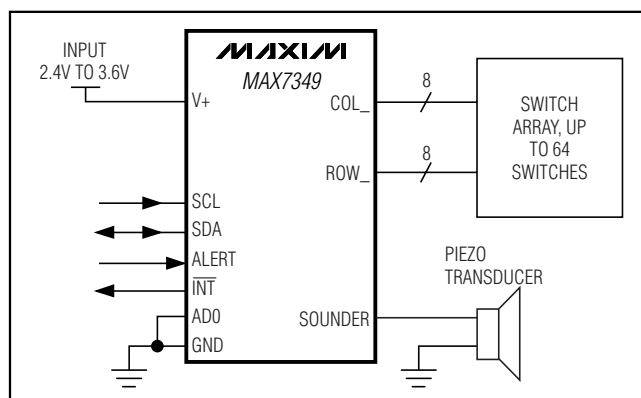 INPUT
2.4V TO 3.6V
MAXIM
MAX7349
V+
COL_
8
ROW_
8
SWITCH
ARRAY, UP
TO 64
SWITCHES
SCL
SDA
ALERT
INT
AD0
GND
SOUNDER
PIEZO
TRANSDUCER